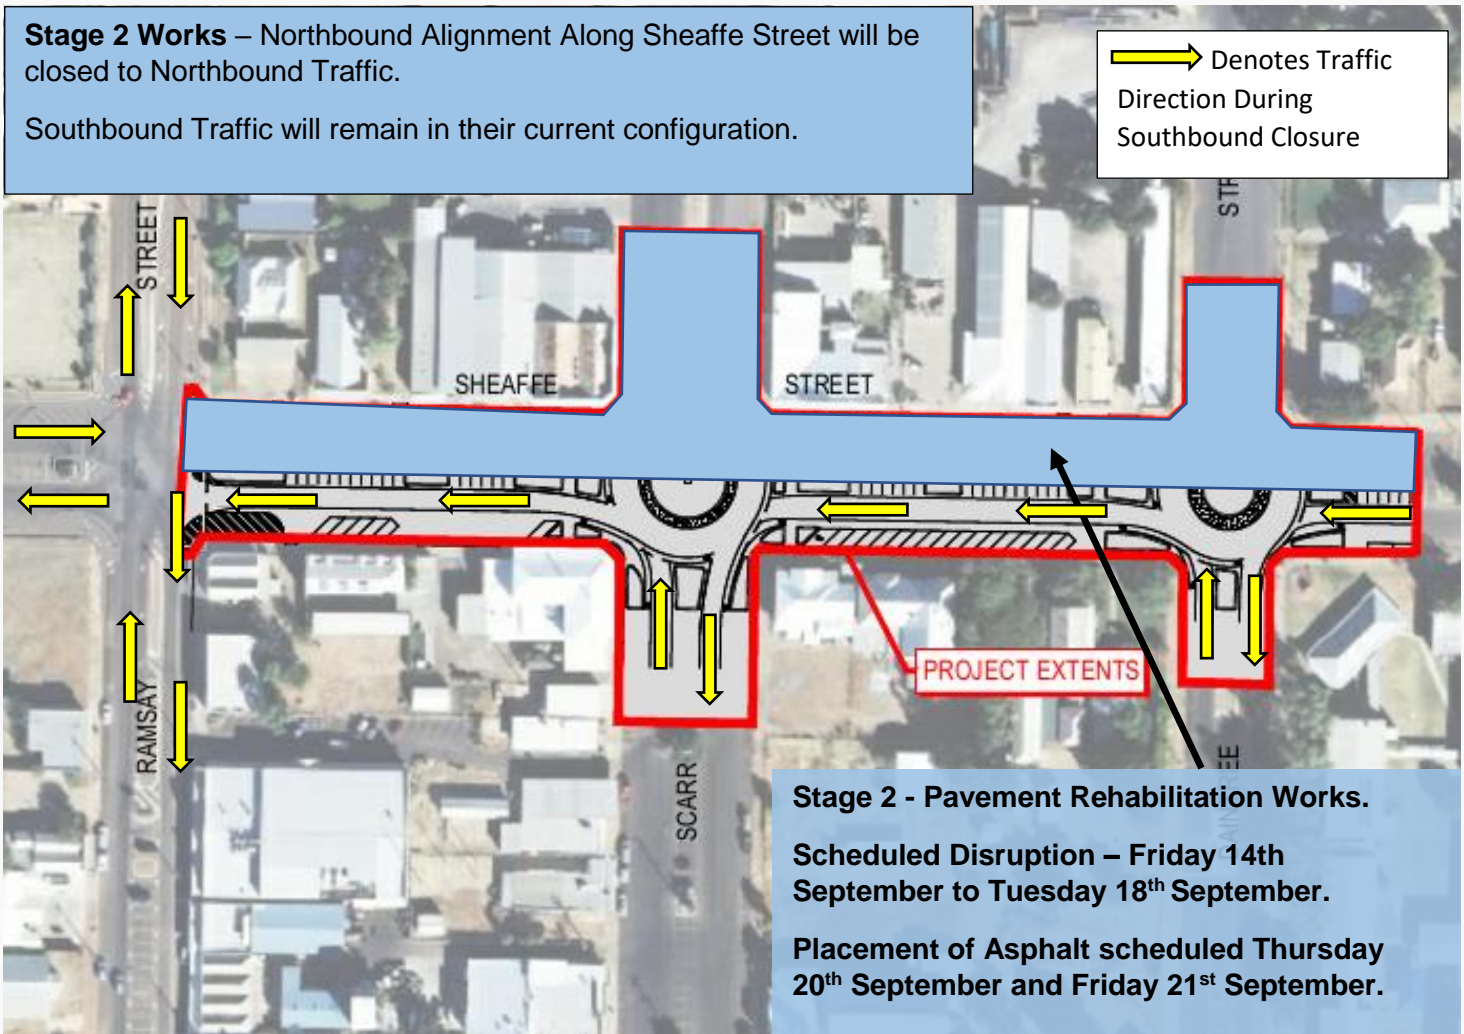 Stage 2 Works – Northbound Alignment Along Sheaffe Street will be
closed to Northbound Traffic.
Southbound Traffic will remain in their current configuration.
Denotes Traffic
Direction During
Southbound Closure
STREET
STR
SHEAFFE
STREET
PROJECT EXTENTS
RAMSAY
SCARR
Stage 2 - Pavement Rehabilitation Works.
Scheduled Disruption – Friday 14th
September to Tuesday 18th September.
Placement of Asphalt scheduled Thursday
20th September and Friday 21st September.